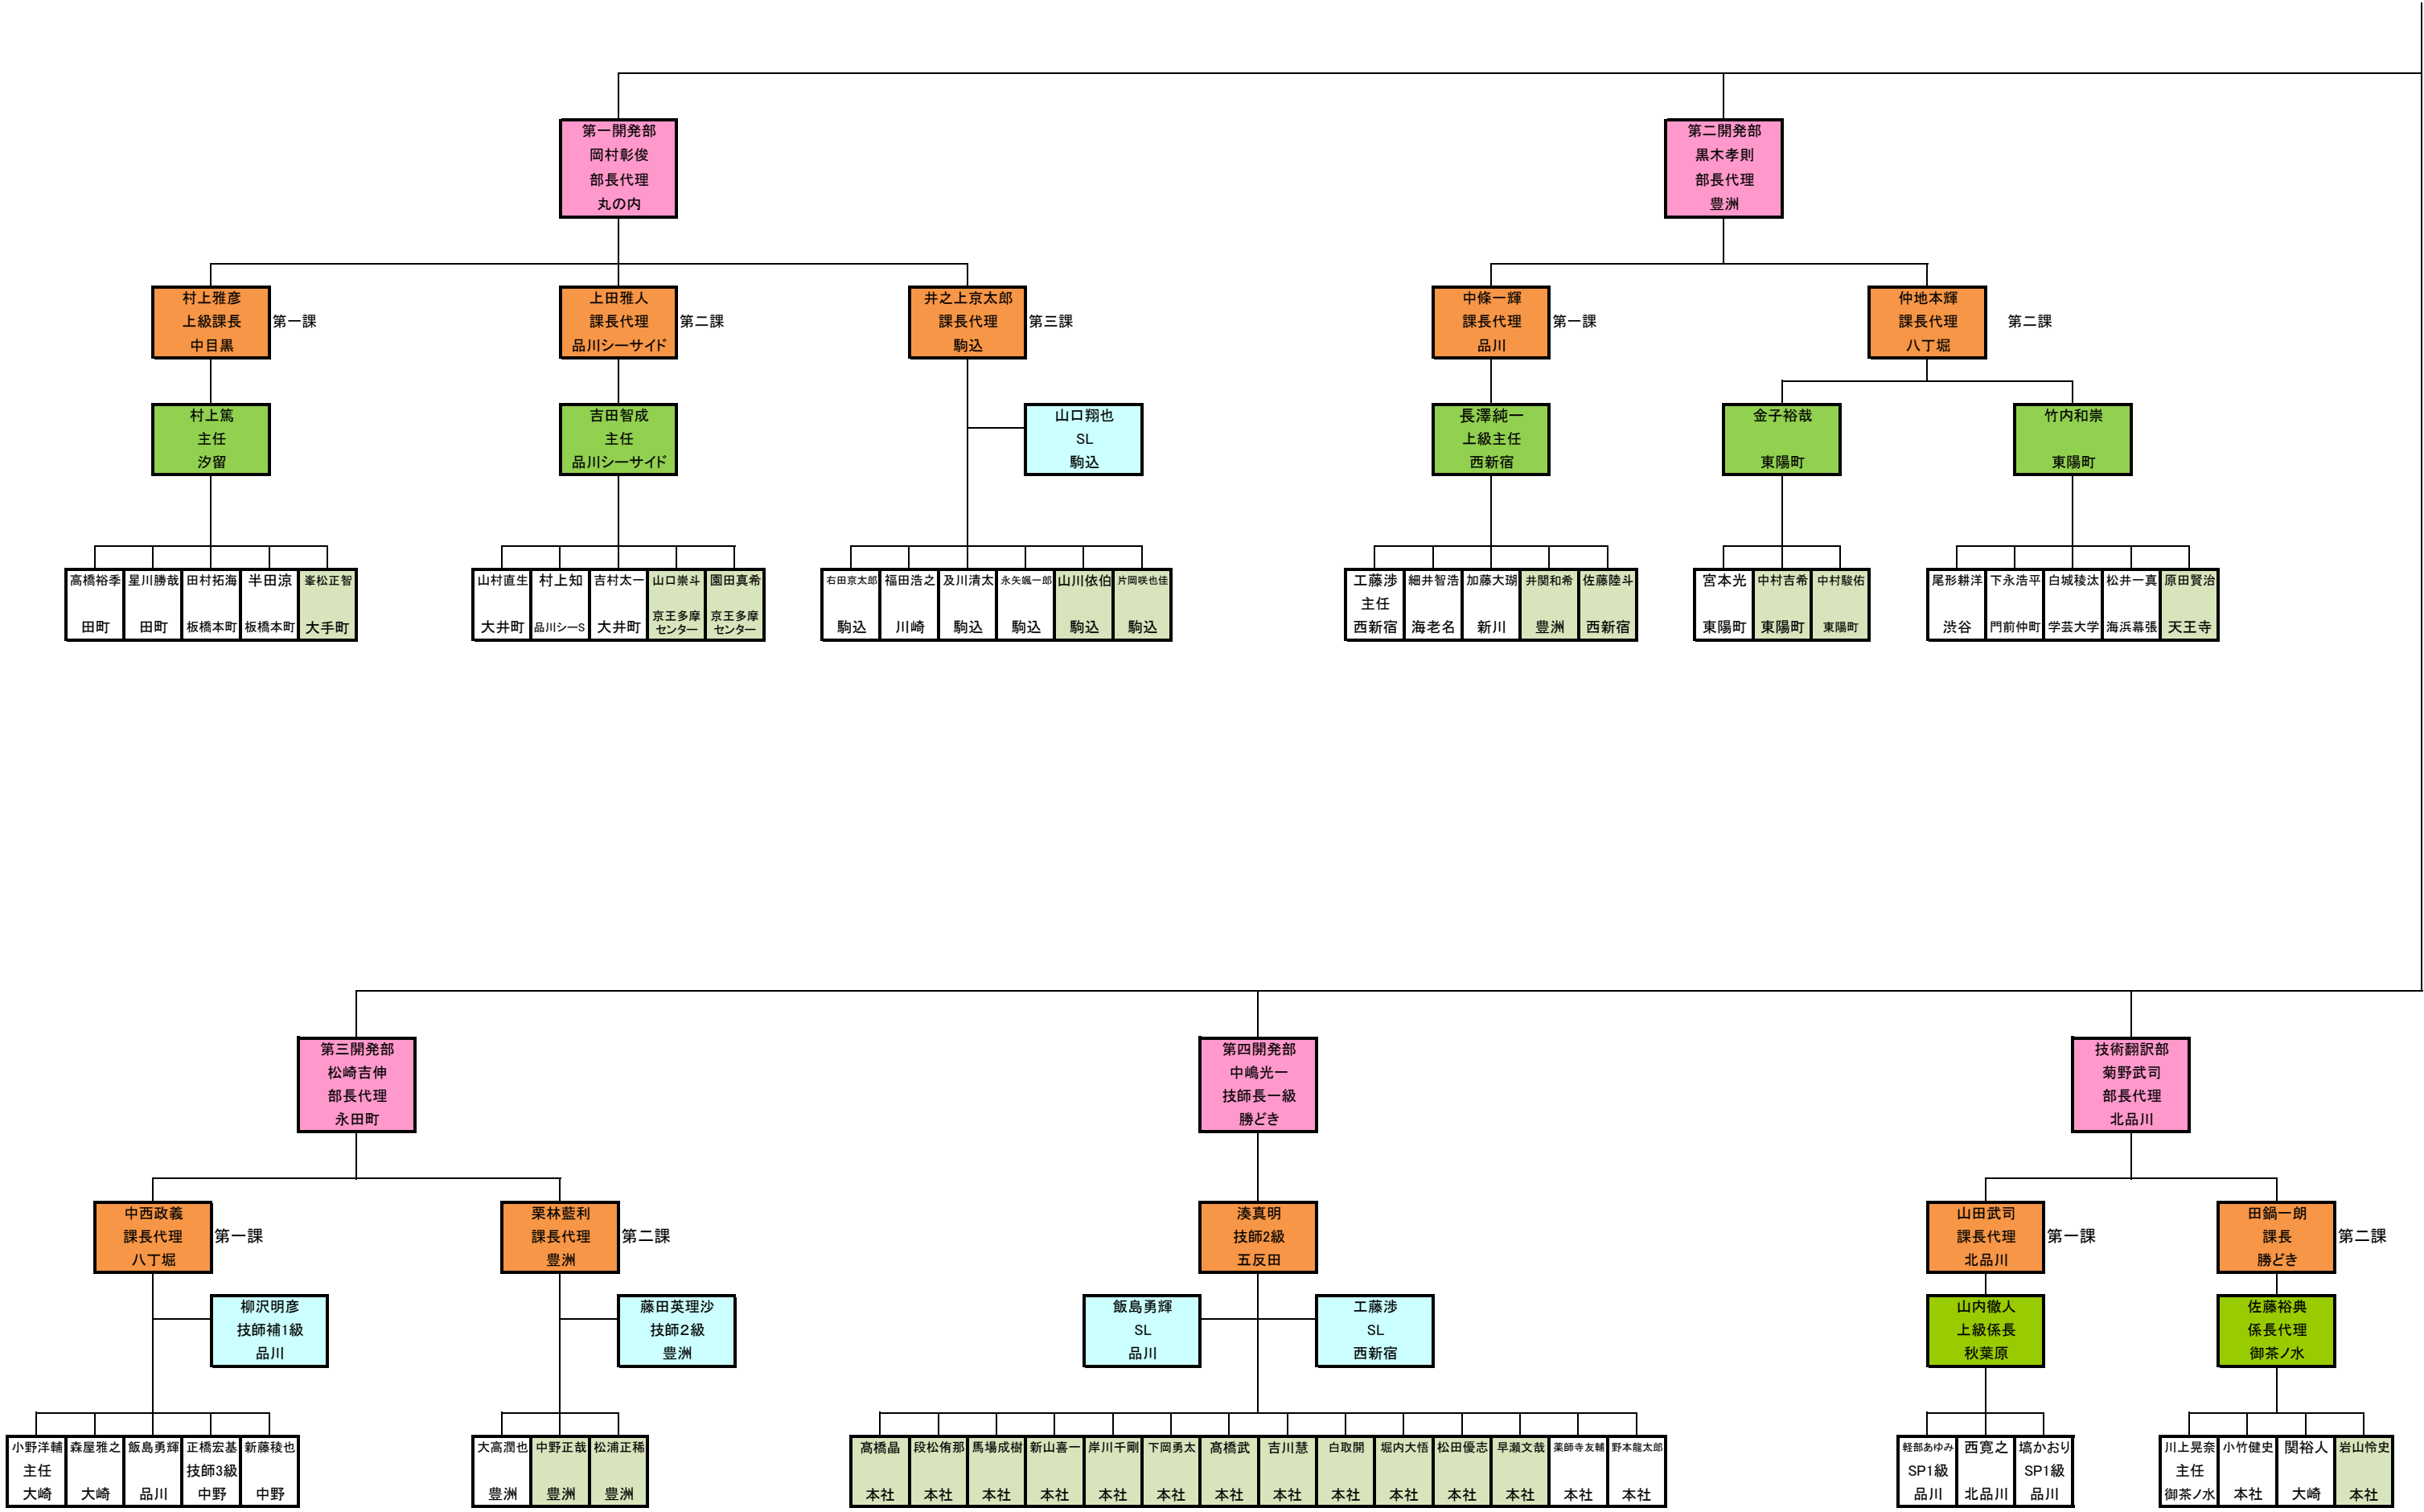 第一開発部
岡村彰俊
部長代理
丸の内
第二開発部
黒木孝則
部長代理
豊洲
村上雅彦
上級課長
中目黒
第一課
上田雅人
課長代理
品川シーサイド
第二課
井之上京太郎
課長代理
駒込
第三課
中條一輝
課長代理
品川
第一課
仲地本輝
課長代理
八丁堀
第二課
村上篤
主任
汐留
吉田智成
主任
品川シーサイド
山口翔也
SL
駒込
長澤純一
上級主任
西新宿
金子裕哉
東陽町
竹内和崇
東陽町
高橋裕季
田町
星川勝哉
田町
田村拓海
板橋本町
半田涼
板橋本町
峯松正智
大手町
山村直生
大井町
村上知
品川シーS
吉村太一
大井町
山口崇斗
京王多摩
センター
園田真希
京王多摩
センター
右田京太郎
駒込
福田浩之
川崎
及川清太
駒込
永矢颯一郎
駒込
山川依伯
駒込
片岡咲也佳
駒込
工藤渉
主任
西新宿
細井智浩
海老名
加藤大瑚
新川
井関和希
豊洲
佐藤陸斗
西新宿
宮本光
東陽町
中村吉希
東陽町
中村駿佑
東陽町
尾形耕洋
渋谷
下永浩平
門前仲町
白城稜汰
学芸大学
松井一真
海浜幕張
原田賢治
天王寺
第三開発部
松崎吉伸
部長代理
永田町
第四開発部
中嶋光一
技師長一級
勝どき
技術翻訳部
菊野武司
部長代理
北品川
中西政義
課長代理
八丁堀
第一課
栗林藍利
課長代理
豊洲
第二課
湊真明
技師2級
五反田
山田武司
課長代理
北品川
第一課
田鍋一朗
課長
勝どき
第二課
柳沢明彦
技師補1級
品川
藤田英理沙
技師２級
豊洲
飯島勇輝
SL
品川
工藤渉
SL
西新宿
山内徹人
上級係長
秋葉原
佐藤裕典
係長代理
御茶ノ水
小野洋輔
主任
大崎
森屋雅之
大崎
飯島勇輝
品川
正橋宏基
技師3級
中野
新藤稜也
中野
大高潤也
豊洲
中野正哉
豊洲
松浦正稀
豊洲
髙橋晶
本社
段松侑那
本社
馬場成樹
本社
新山喜一
本社
岸川千剛
本社
下岡勇太
本社
髙橋武
本社
吉川慧
本社
白取開
本社
堀内大悟
本社
松田優志
本社
早瀬文哉
本社
薬師寺友輔
本社
野本龍太郎
本社
軽部あゆみ
SP1級
品川
西寛之
北品川
塙かおり
SP1級
品川
川上晃奈
主任
御茶ノ水
小竹健史
本社
関裕人
大崎
岩山怜史
本社